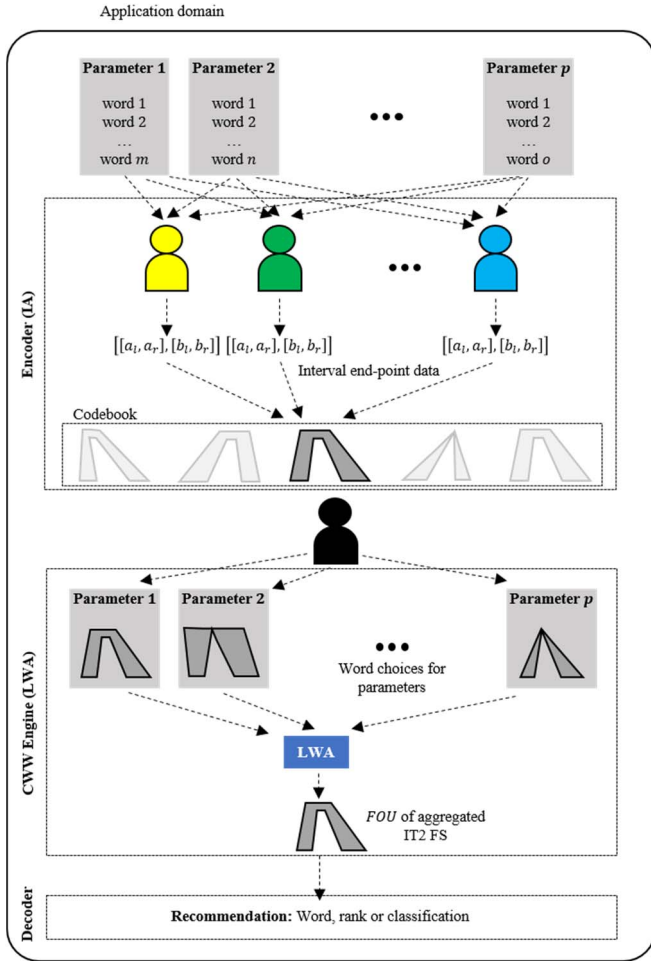 Application domain
Parameter 1
word 1
word 2
...
word m
Parameter 2
word 1
word 2
...
word n
Parameter p
word 1
word 2
...
word o
Encoder (IA)
[[a_l, a_r], [b_l, b_r]]
[[a_l, a_r], [b_l, b_r]]
[[a_l, a_r], [b_l, b_r]]
Interval end-point data
Codebook
CWW Engine (LWA)
Parameter 1
Parameter 2
Parameter p
Word choices for
parameters
LWA
FOU of aggregated
IT2 FS
Decoder
Recommendation: Word, rank or classification